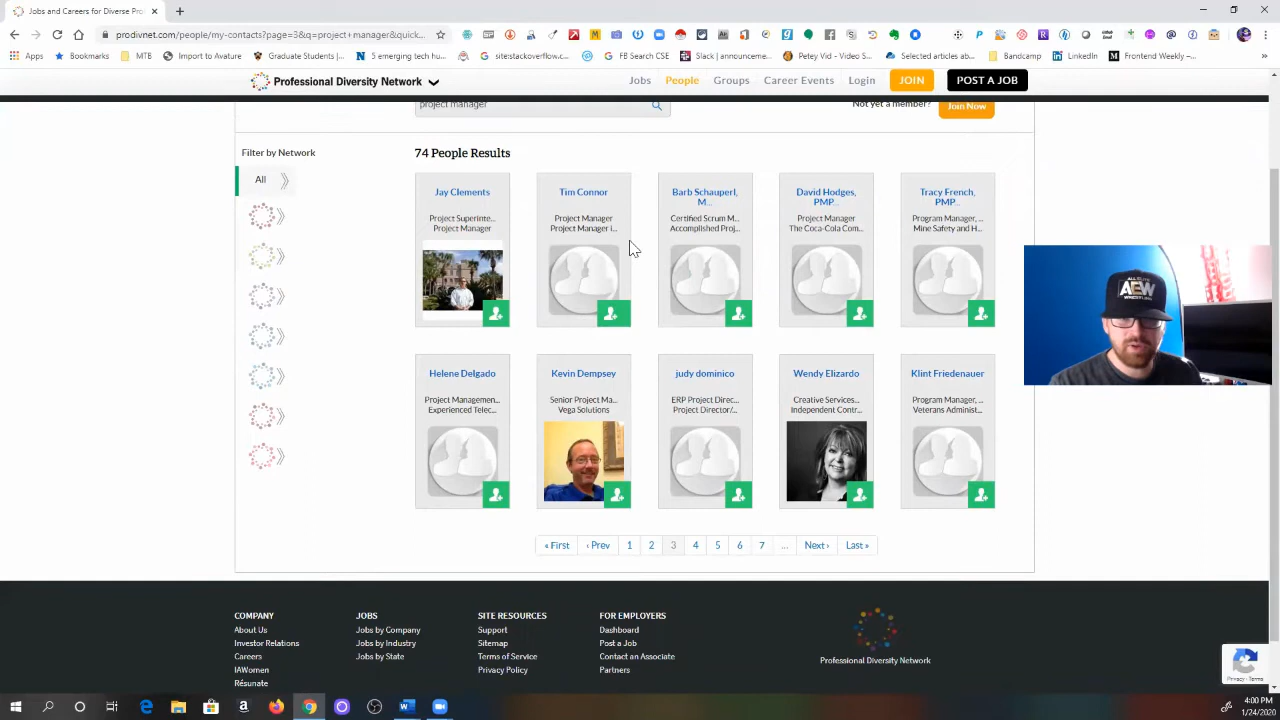 Jobs and Careers for Diverse Pro
prodivnet.com/people/my-contacts?page=3&q=project+manager&quick...
Apps
Bookmarks
MTB
Import to Avature
Graduate Students |...
5 emerging tech tre...
sitestackoverflow....
FB Search CSE
Slack | Announceme...
Petey Vid - Video S...
Selected articles ab...
Bandcamp
LinkedIn
Frontend Weekly –...
Professional Diversity Network
Jobs
People
Groups
Career Events
Login
JOIN
POST A JOB
project manager
Not yet a member?
Join Now
Filter by Network
All
74 People Results
Jay Clements
Project Superinte...
Project Manager
Tim Connor
Project Manager
Project Manager i...
Barb Schauperl,
M...
Certified Scrum M...
Accomplished Proj...
David Hodges,
PMP...
Project Manager
The Coca-Cola Com...
Tracy French,
PMP...
Program Manager, ...
Mine Safety and H...
Helene Delgado
Project Managemen...
Experienced Telec...
Kevin Dempsey
Senior Project Ma...
Vega Solutions
judy dominico
ERP Project Direc...
Project Director/...
Wendy Elizardo
Creative Services...
Independent Contr...
Klint Friedenauer
Program Manager, ...
Veterans Administ...
ALL ELITE
AEW
WRESTLING
« First
‹ Prev
1
2
3
4
5
6
7
...
Next ›
Last »
COMPANY
About Us
Investor Relations
Careers
IAWomen
Résunate
JOBS
Jobs by Company
Jobs by Industry
Jobs by State
SITE RESOURCES
Support
Sitemap
Terms of Service
Privacy Policy
FOR EMPLOYERS
Dashboard
Post a Job
Contact an Associate
Partners
Professional Diversity Network
Privacy - Terms
4:00 PM
1/24/2020